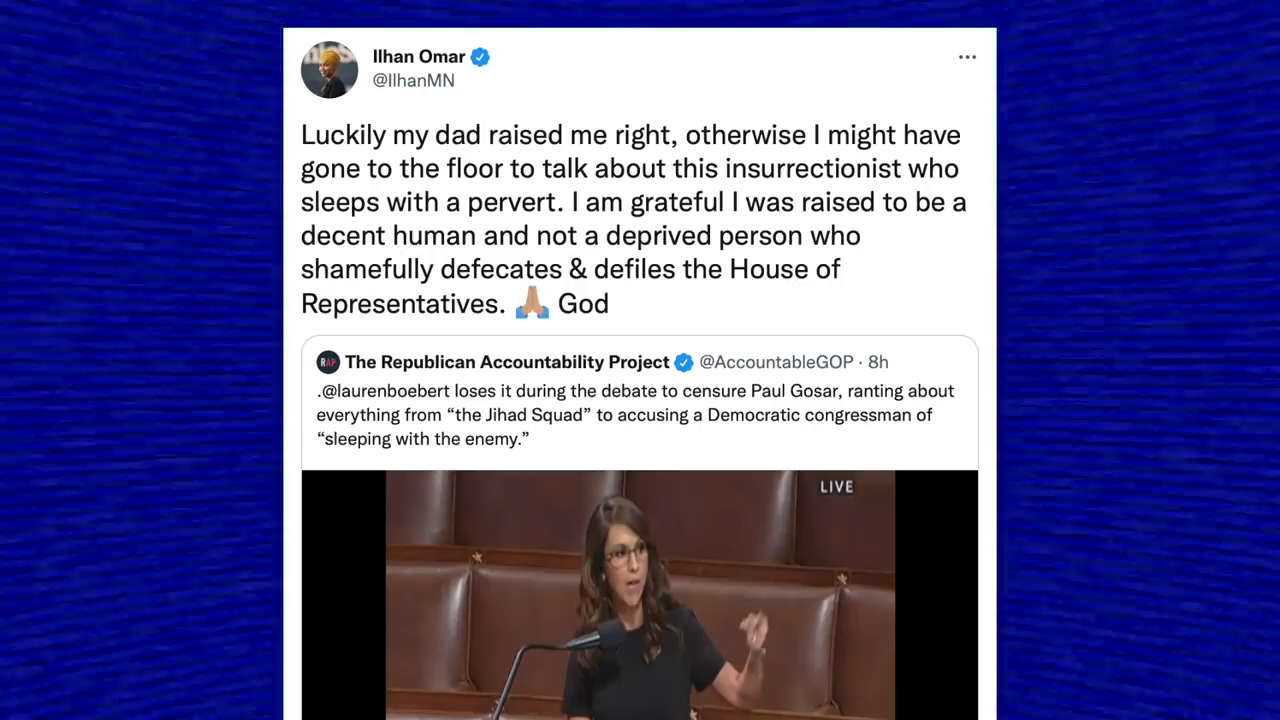 Ilhan Omar
@IlhanMN
Luckily my dad raised me right, otherwise I might have
gone to the floor to talk about this insurrectionist who
sleeps with a pervert. I am grateful I was raised to be a
decent human and not a deprived person who
shamefully defecates & defiles the House of
Representatives. 🙏🏽 God
RAP The Republican Accountability Project @AccountableGOP · 8h
.@laurenboebert loses it during the debate to censure Paul Gosar, ranting about
everything from “the Jihad Squad” to accusing a Democratic congressman of
“sleeping with the enemy.”
LIVE